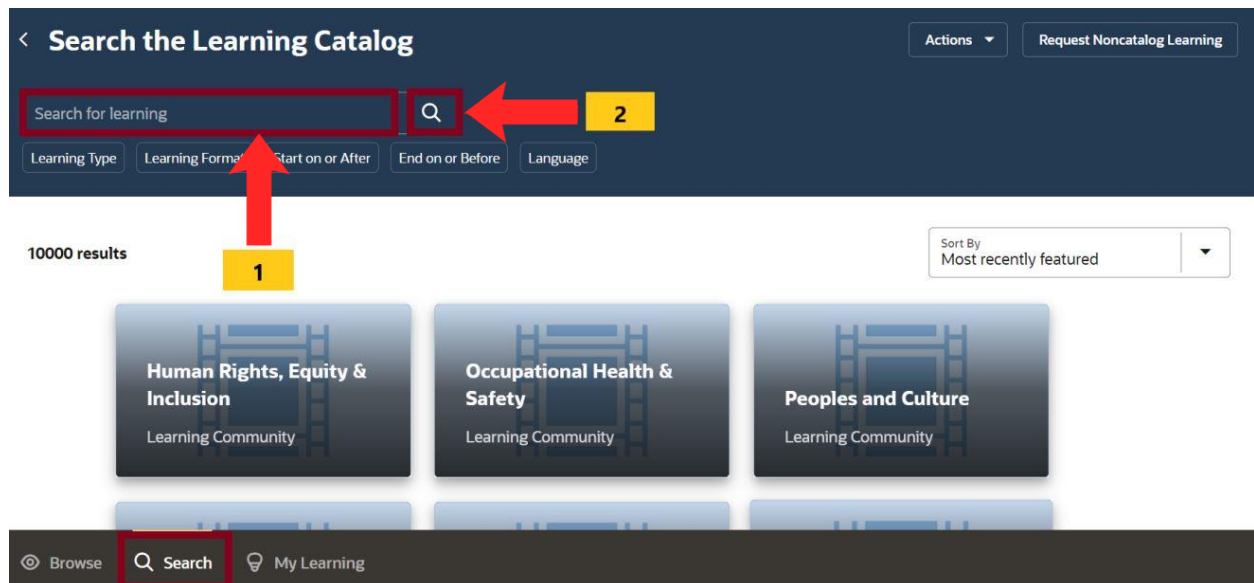 Search the Learning Catalog
Actions
Request Noncatalog Learning
Search for learning
2
Learning Type
Learning Format
Start on or After
End on or Before
Language
10000 results
1
Sort By
Most recently featured
Human Rights, Equity &
Inclusion
Learning Community
Occupational Health &
Safety
Learning Community
Peoples and Culture
Learning Community
Browse
Search
My Learning